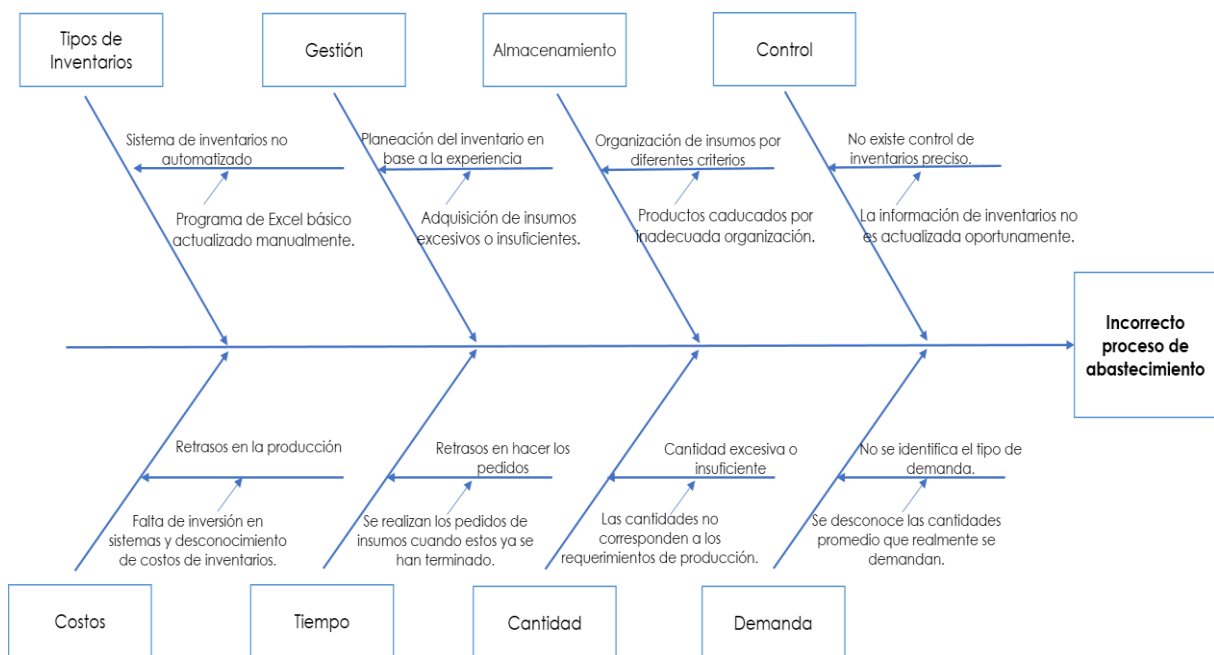 Tipos de
Inventarios
Gestión
Almacenamiento
Control
Sistema de inventarios no
automatizado
Programa de Excel básico
actualizado manualmente.
Planeación del inventario en
base a la experiencia
Adquisición de insumos
excesivos o insuficientes.
Organización de insumos por
diferentes criterios
Productos caducados por
inadecuada organización.
No existe control de
inventarios preciso.
La información de inventarios no
es actualizada oportunamente.
Incorrecto
proceso de
abastecimiento
Retrasos en la producción
Falta de inversión en
sistemas y desconocimiento
de costos de inventarios.
Retrasos en hacer los
pedidos
Se realizan los pedidos de
insumos cuando estos ya se
han terminado.
Cantidad excesiva o
insuficiente
Las cantidades no
corresponden a los
requerimientos de producción.
No se identifica el tipo de
demanda.
Se desconoce las cantidades
promedio que realmente se
demandan.
Costos
Tiempo
Cantidad
Demanda